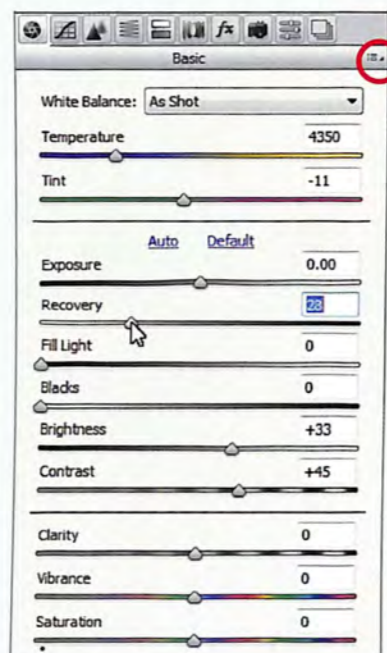 fx
Basic
White Balance: As Shot
Temperature 4350
Tint -11
Auto Default
Exposure 0.00
Recovery 28
Fill Light 0
Blacks 0
Brightness +33
Contrast +45
Clarity 0
Vibrance 0
Saturation 0